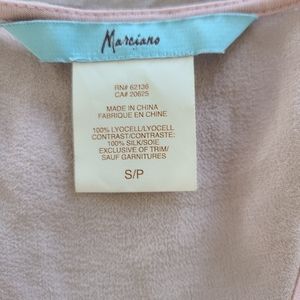 Marciano
RN# 62136
CA# 20625
MADE IN CHINA
FABRIQUE EN CHINE
100% LYOCELL/LYOCELL
CONTRAST/CONTRASTE:
100% SILK/SOIE
EXCLUSIVE OF TRIM/
SAUF GARNITURES
S/P